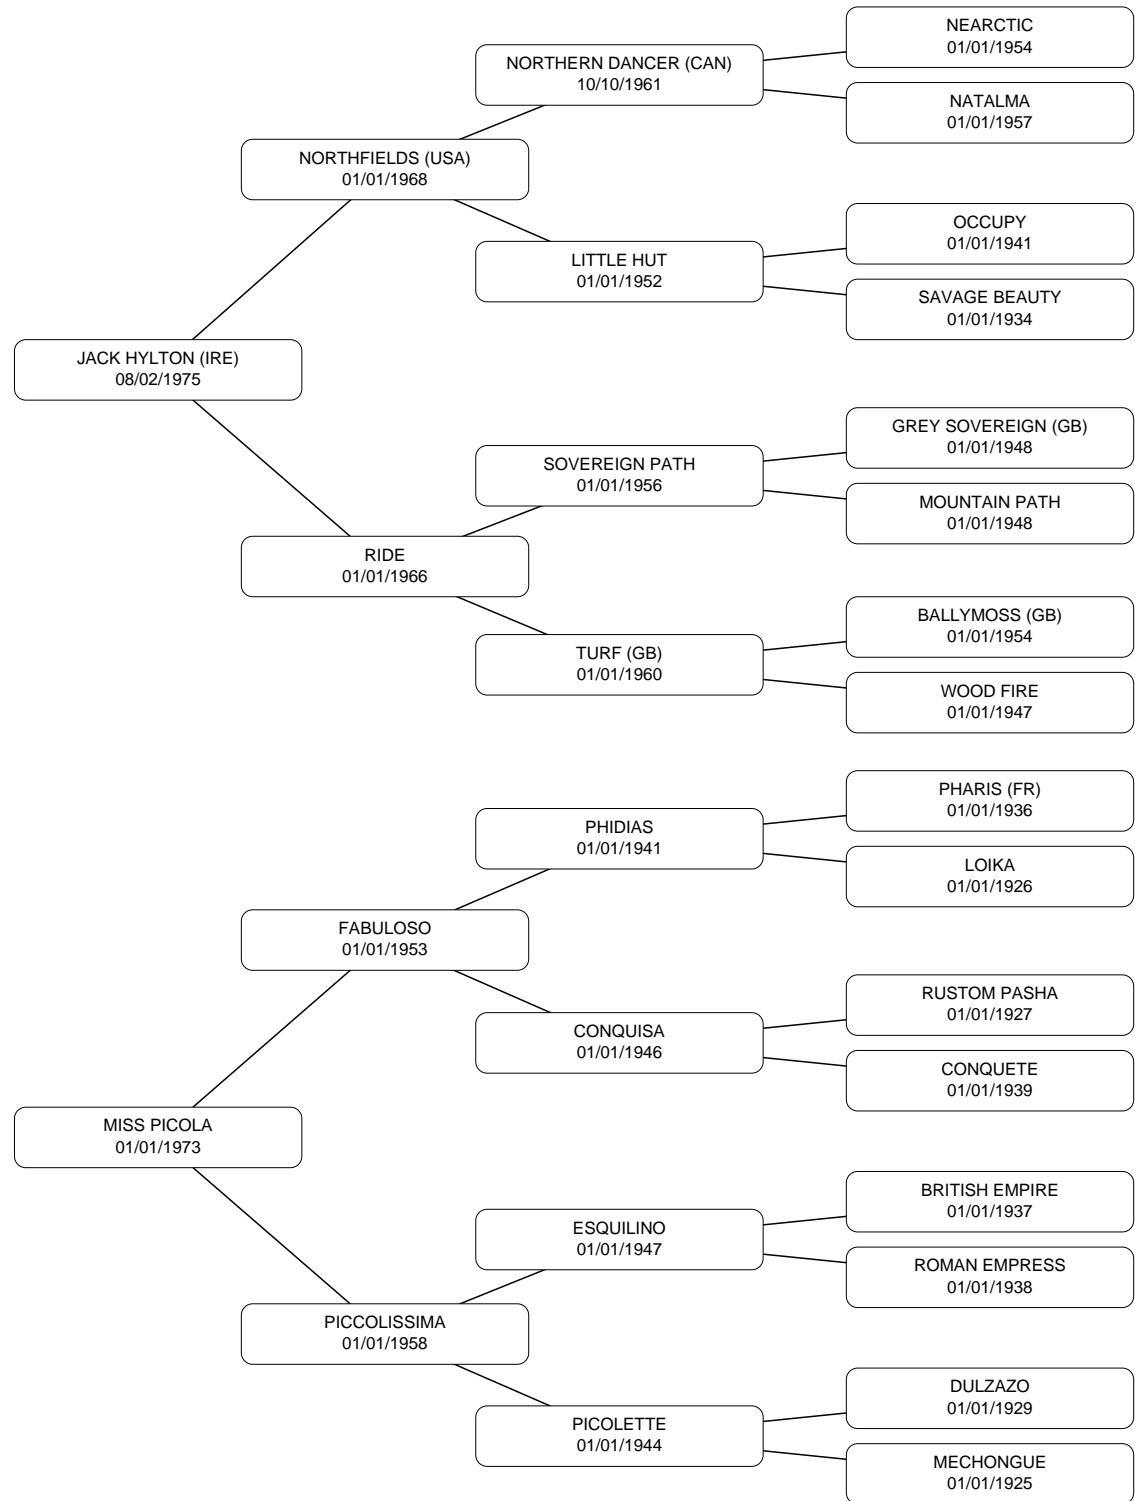 NEARCTIC
01/01/1954
NORTHERN DANCER (CAN)
10/10/1961
NATALMA
01/01/1957
NORTHFIELDS (USA)
01/01/1968
OCCUPY
01/01/1941
LITTLE HUT
01/01/1952
SAVAGE BEAUTY
01/01/1934
JACK HYLTON (IRE)
08/02/1975
GREY SOVEREIGN (GB)
01/01/1948
SOVEREIGN PATH
01/01/1956
MOUNTAIN PATH
01/01/1948
RIDE
01/01/1966
BALLYMOSS (GB)
01/01/1954
TURF (GB)
01/01/1960
WOOD FIRE
01/01/1947
PHARIS (FR)
01/01/1936
PHIDIAS
01/01/1941
LOIKA
01/01/1926
FABULOSO
01/01/1953
RUSTOM PASHA
01/01/1927
CONQUISA
01/01/1946
CONQUETE
01/01/1939
MISS PICOLA
01/01/1973
BRITISH EMPIRE
01/01/1937
ESQUILINO
01/01/1947
ROMAN EMPRESS
01/01/1938
PICCOLISSIMA
01/01/1958
DULZAZO
01/01/1929
PICOLETTE
01/01/1944
MECHONGUE
01/01/1925